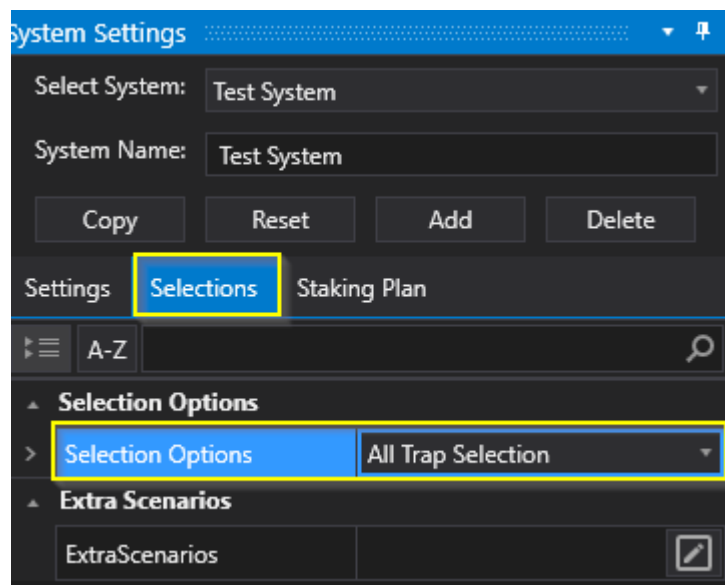 System Settings
Select System: Test System
System Name: Test System
Copy Reset Add Delete
Settings Selections Staking Plan
A-Z
Selection Options
Selection Options All Trap Selection
Extra Scenarios
ExtraScenarios